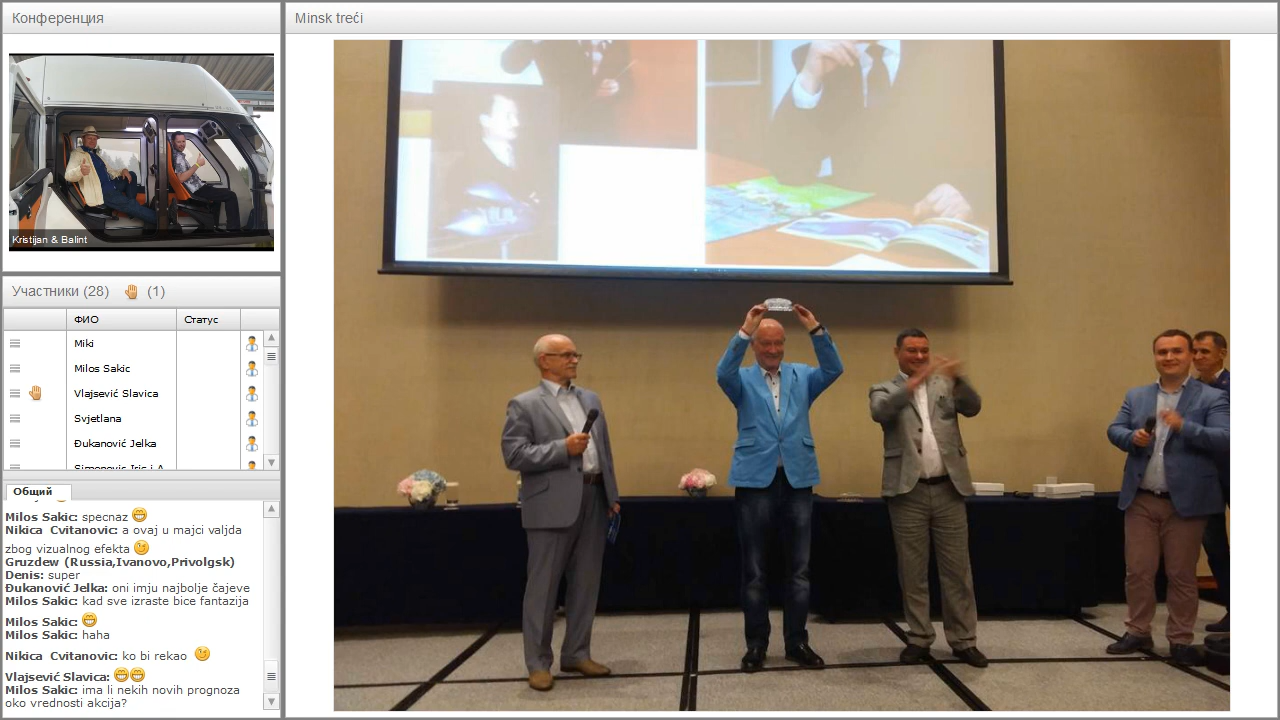 Конференция
Minsk treći
Kristijan & Balint
Участники (28) (1)
ФИО Статус
Miki
Milos Sakic
Vlajsević Slavica
Svjetlana
Đukanović Jelka
Общий
Milos Sakic: specnaz
Nikica Cvitanovic: a ovaj u majci valjda
zbog vizualnog efekta
Gruzdew (Russia,Ivanovo,Privolgsk)
Denis: super
Đukanović Jelka: oni imju najbolje čajeve
Milos Sakic: kad sve izraste bice fantazija
Milos Sakic:
Milos Sakic: haha
Nikica Cvitanovic: ko bi rekao
Vlajsević Slavica:
Milos Sakic: ima li nekih novih prognoza
oko vrednosti akcija?